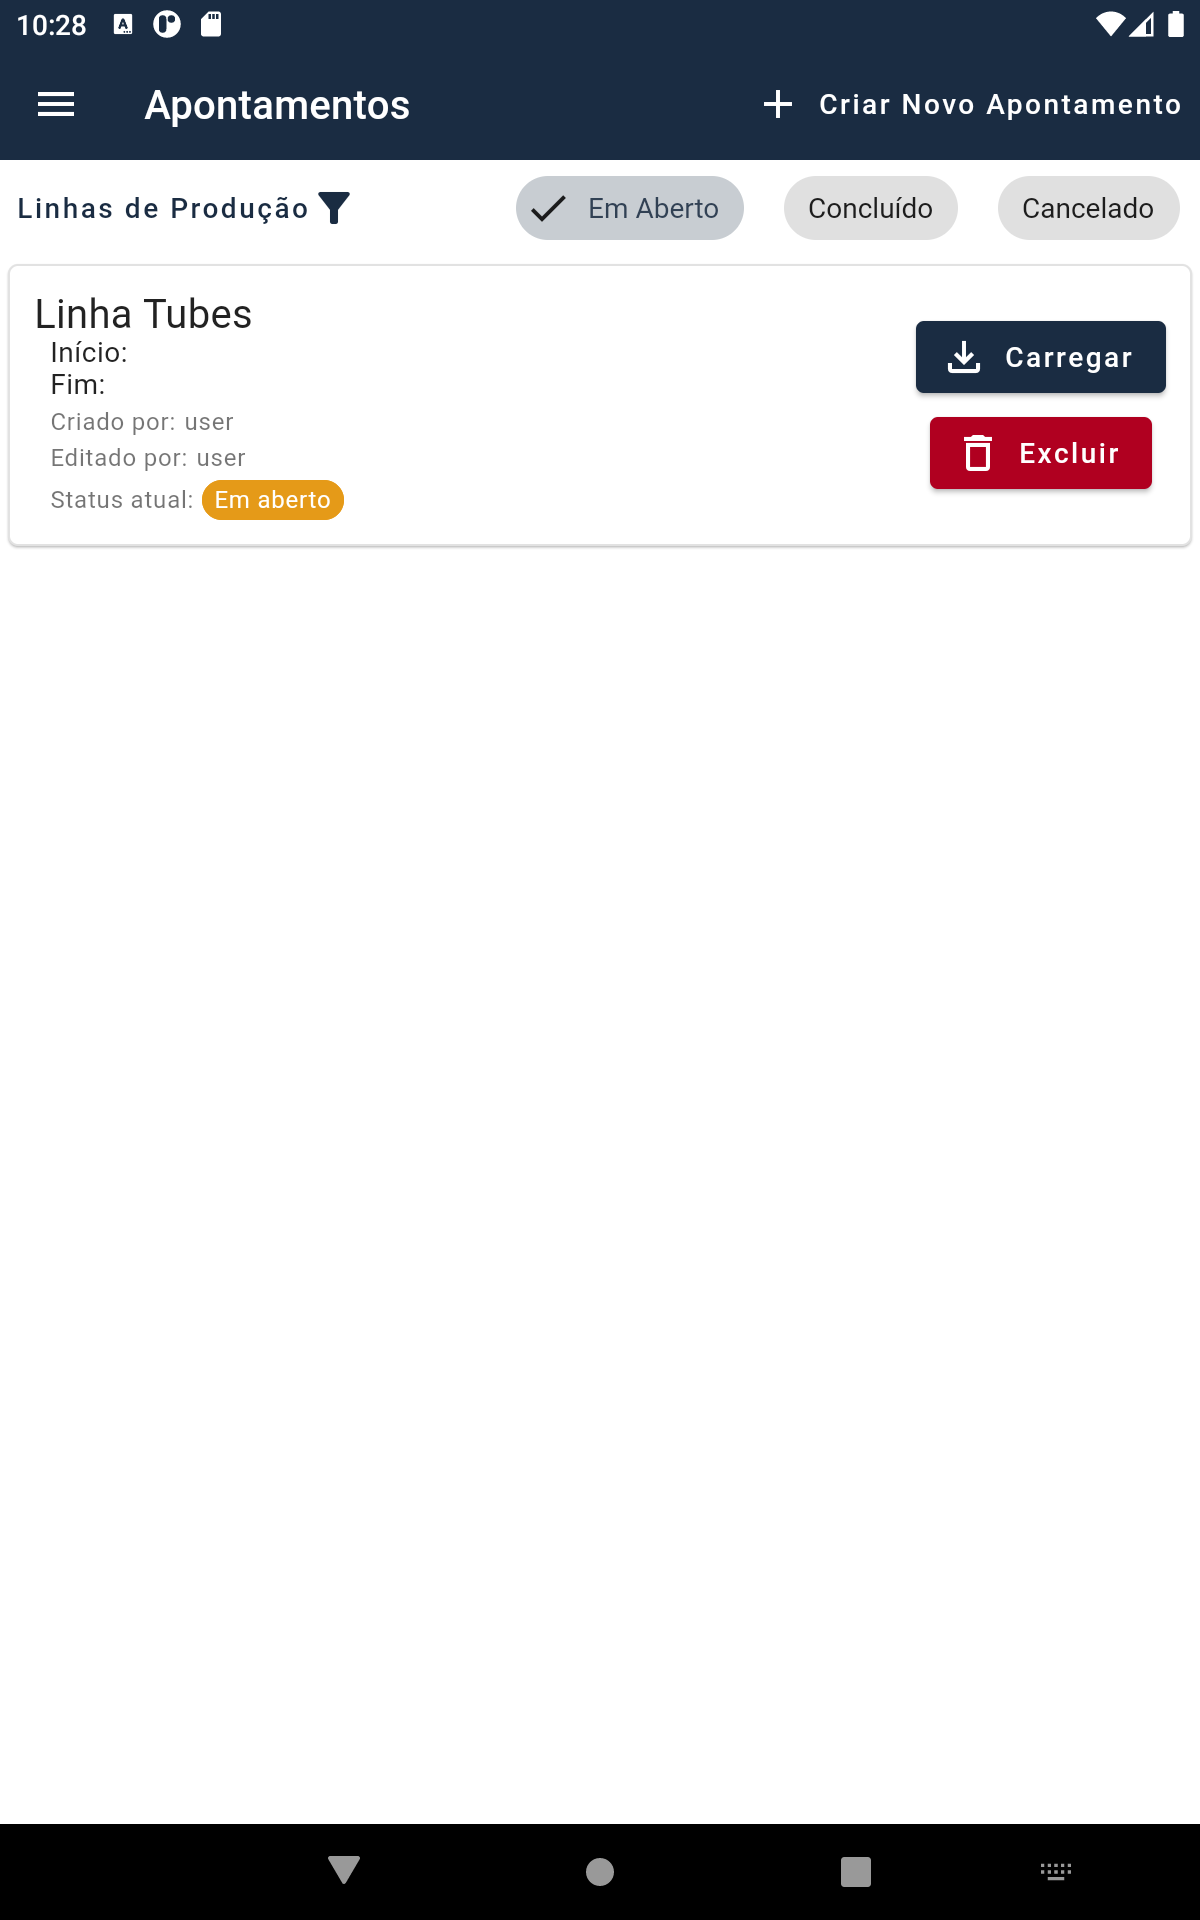 10:28
Apontamentos
Criar Novo Apontamento
Linhas de Produção
Em Aberto
Concluído
Cancelado
Linha Tubes
Início:
Fim:
Criado por: user
Editado por: user
Status atual: Em aberto
Carregar
Excluir